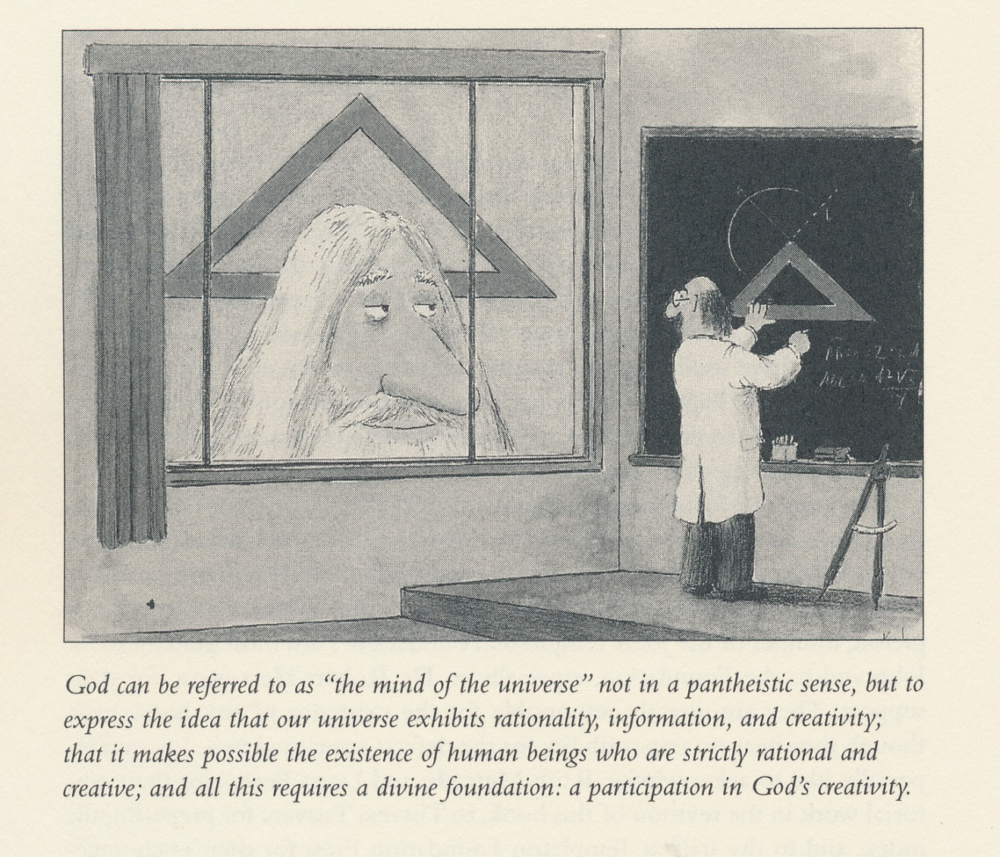 God can be referred to as “the mind of the universe” not in a pantheistic sense, but to
express the idea that our universe exhibits rationality, information, and creativity;
that it makes possible the existence of human beings who are strictly rational and
creative; and all this requires a divine foundation: a participation in God’s creativity.